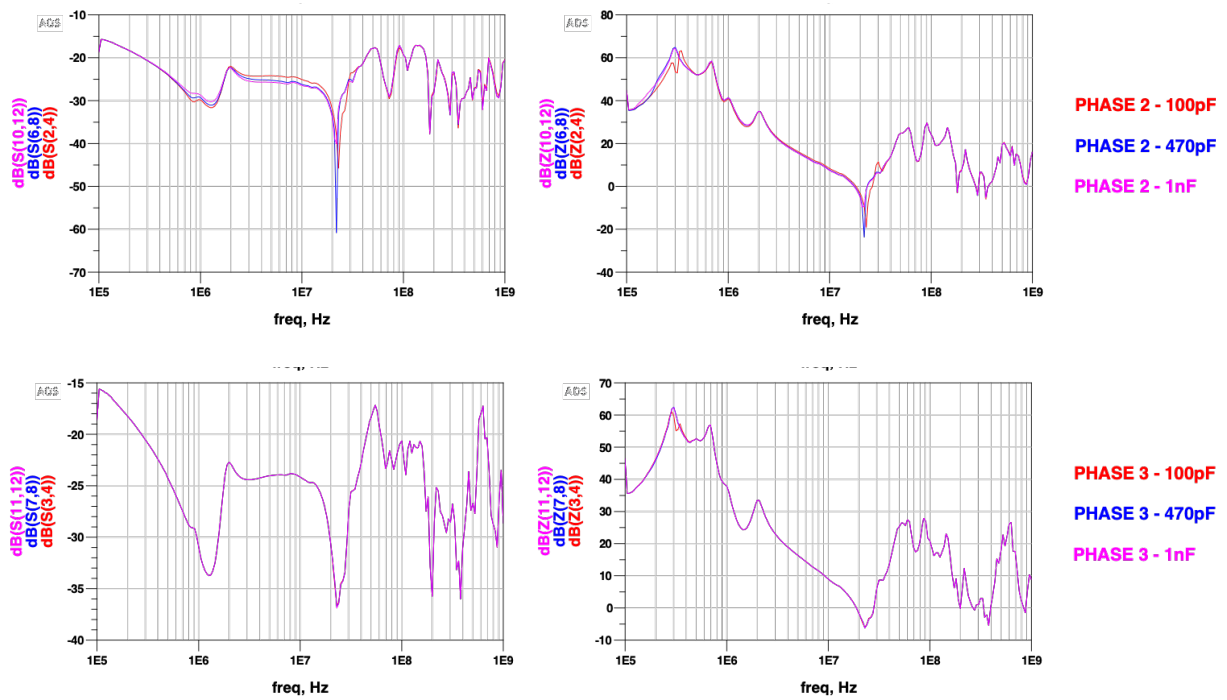 ADS
-10
-20
-30
-40
-50
-60
-70
1E5
1E6
1E7
1E8
1E9
freq, Hz
dB(S(10,12))
dB(S(6,8))
dB(S(2,4))
ADS
80
60
40
20
0
-20
-40
1E5
1E6
1E7
1E8
1E9
freq, Hz
dB(Z(10,12))
dB(Z(6,8))
dB(Z(2,4))
PHASE 2 - 100pF
PHASE 2 - 470pF
PHASE 2 - 1nF
ADS
-15
-20
-25
-30
-35
-40
1E5
1E6
1E7
1E8
1E9
freq, Hz
dB(S(11,12))
dB(S(7,8))
dB(S(3,4))
ADS
70
60
50
40
30
20
10
0
-10
1E5
1E6
1E7
1E8
1E9
freq, Hz
dB(Z(11,12))
dB(Z(7,8))
dB(Z(3,4))
PHASE 3 - 100pF
PHASE 3 - 470pF
PHASE 3 - 1nF